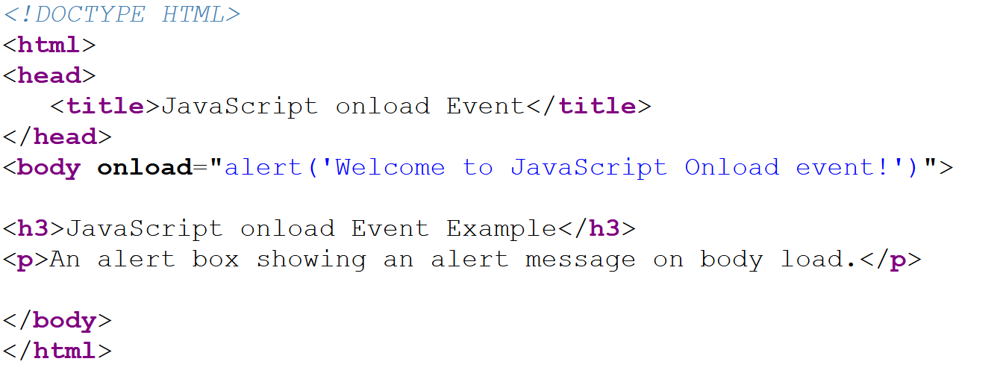 <!DOCTYPE HTML>
<html>
<head>
   <title>JavaScript onload Event</title>
</head>
<body onload="alert('Welcome to JavaScript Onload event!')">
<h3>JavaScript onload Event Example</h3>
<p>An alert box showing an alert message on body load.</p>
</body>
</html>